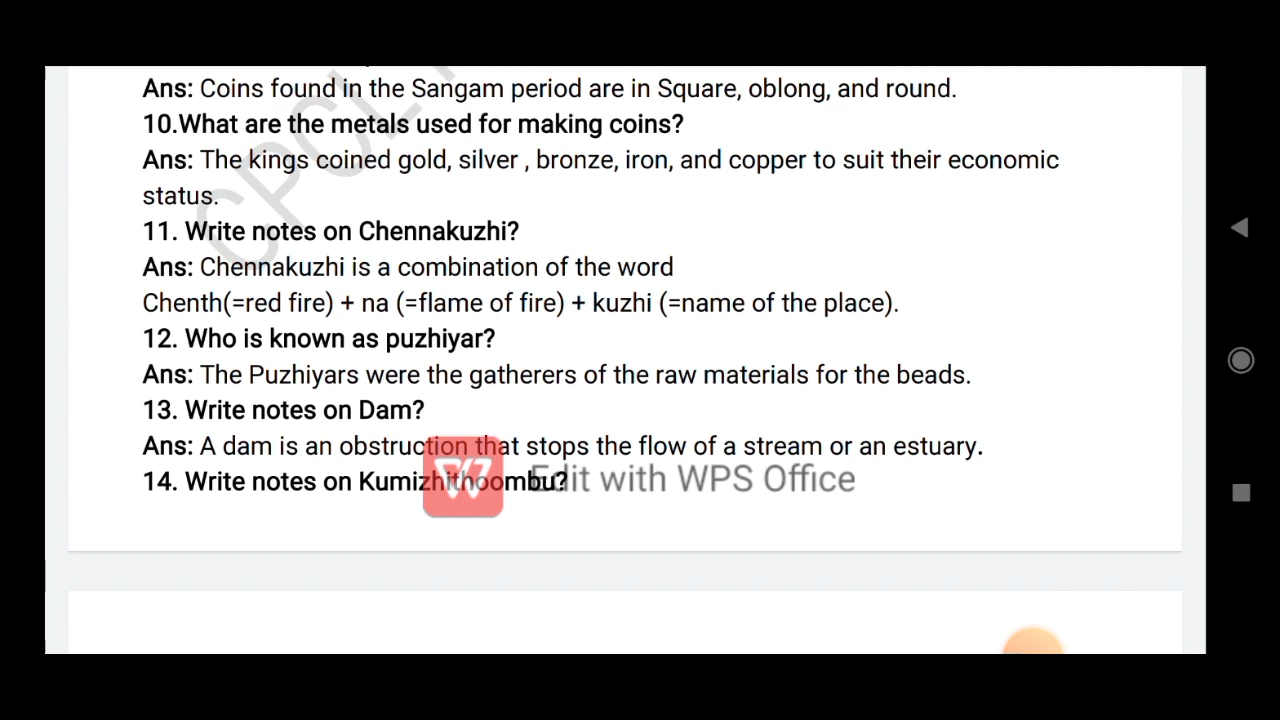 Ans: Coins found in the Sangam period are in Square, oblong, and round.
10.What are the metals used for making coins?
Ans: The kings coined gold, silver , bronze, iron, and copper to suit their economic
status.
11. Write notes on Chennakuzhi?
Ans: Chennakuzhi is a combination of the word
Chenth(=red fire) + na (=flame of fire) + kuzhi (=name of the place).
12. Who is known as puzhiyar?
Ans: The Puzhiyars were the gatherers of the raw materials for the beads.
13. Write notes on Dam?
Ans: A dam is an obstruction that stops the flow of a stream or an estuary.
14. Write notes on Kumizhithoombu?
Edit with WPS Office
CPCL